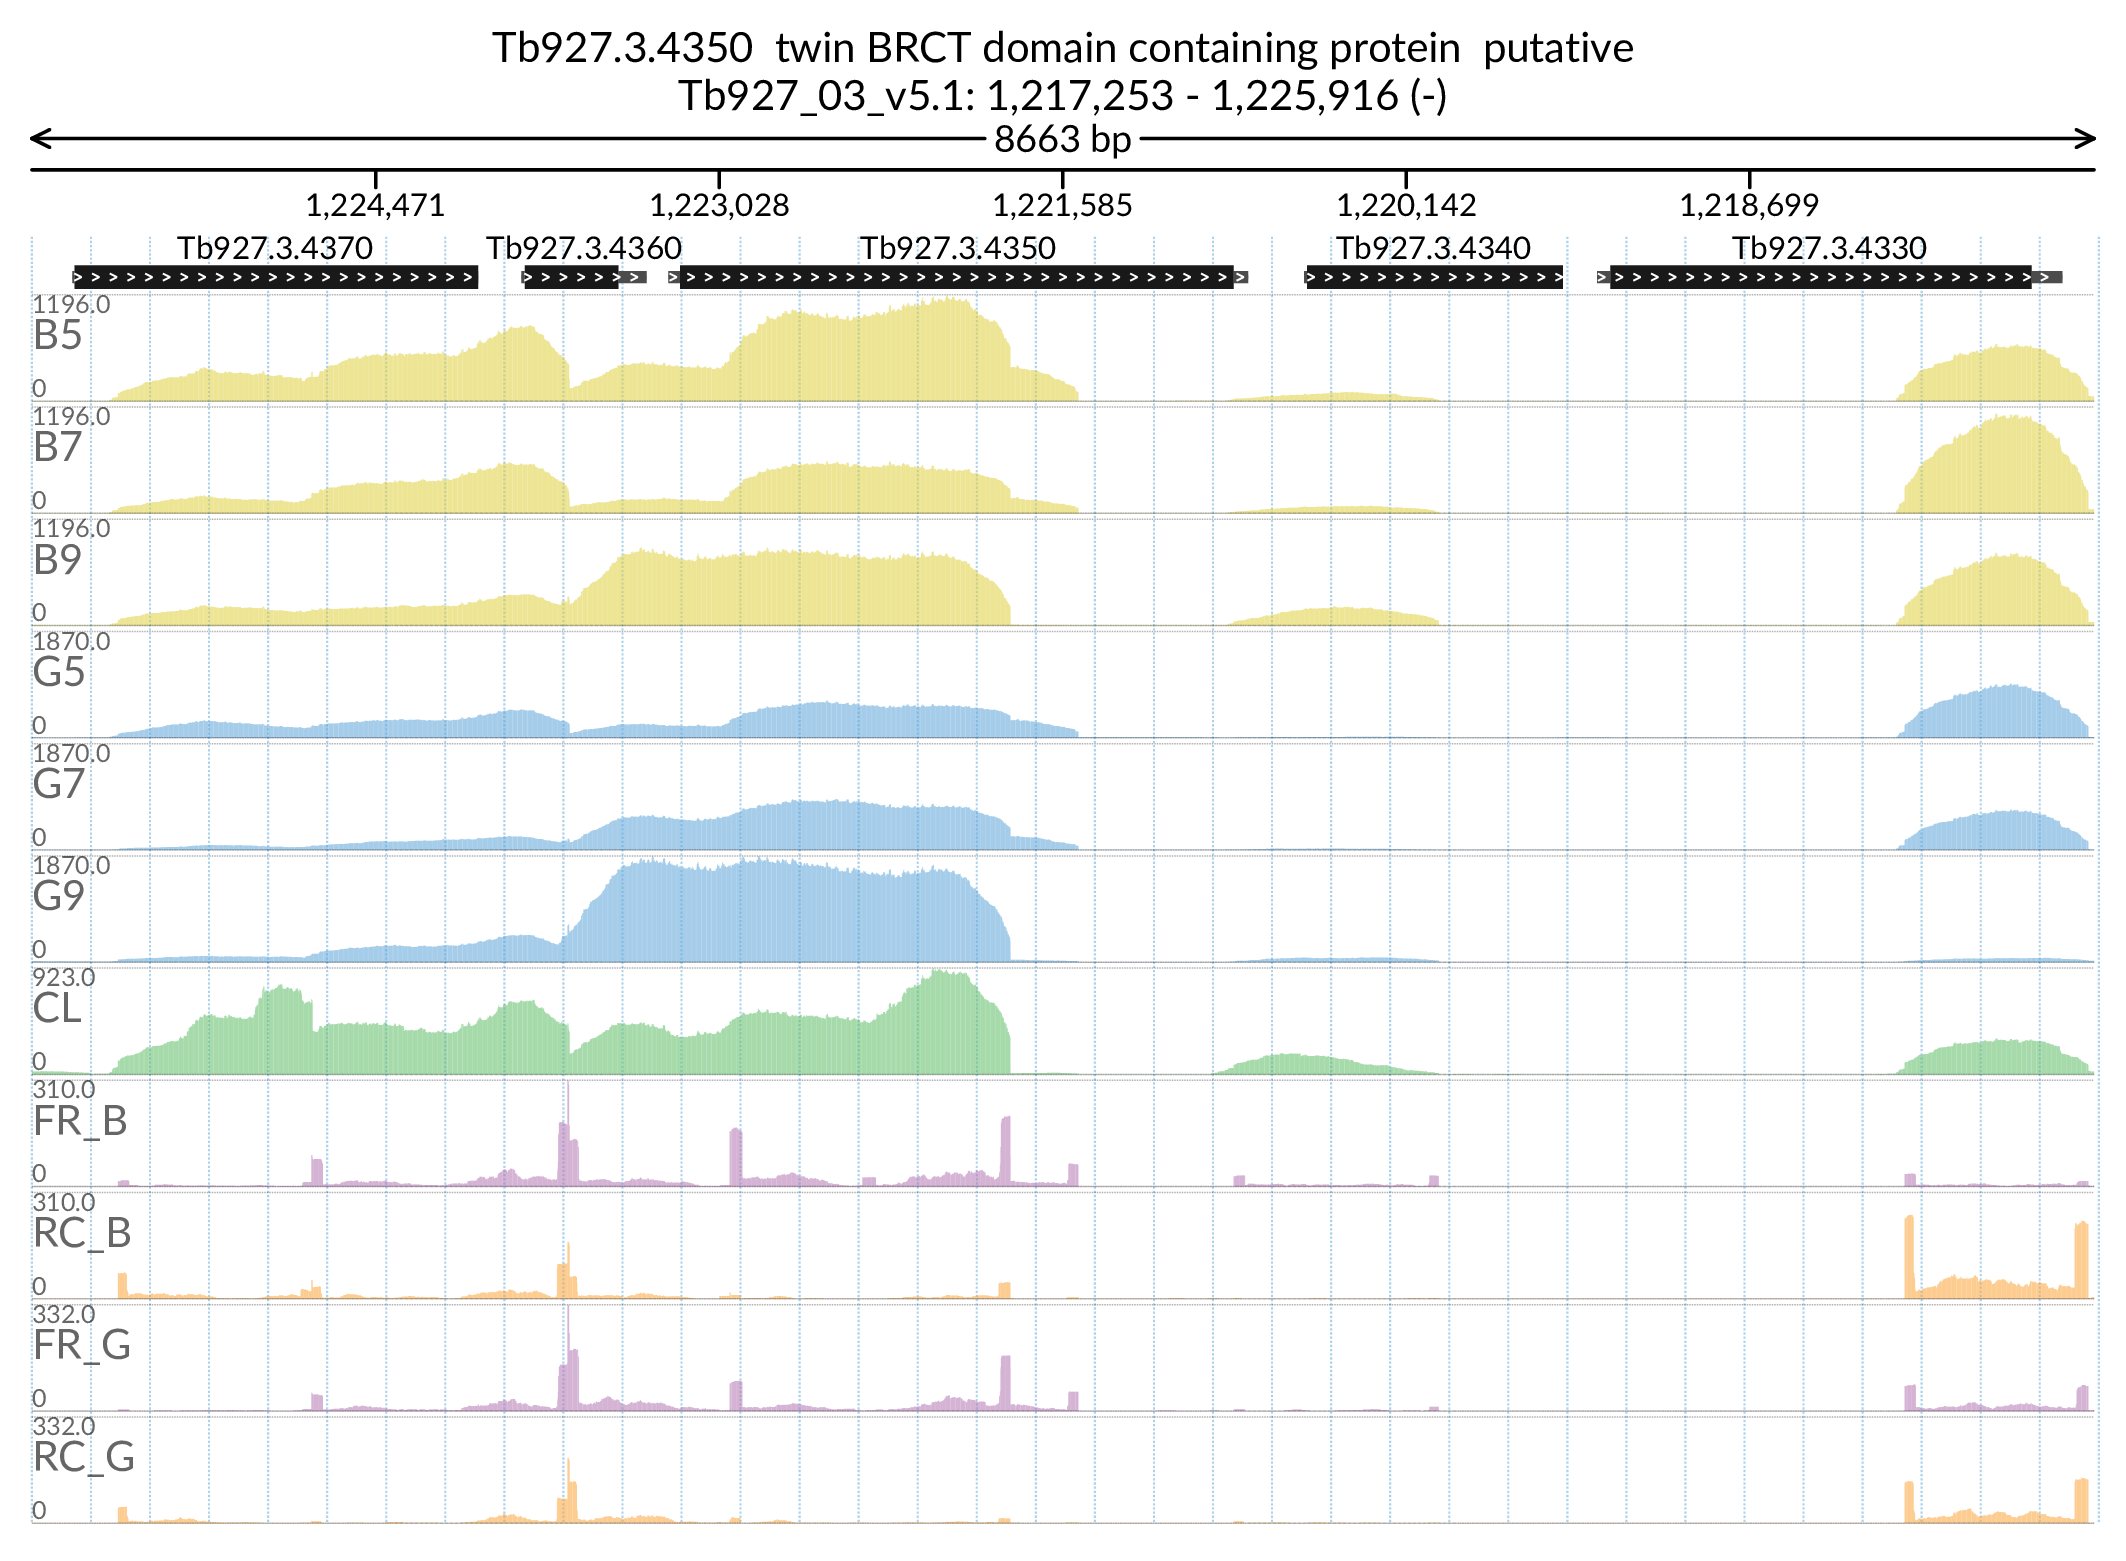 Tb927.3.4350  twin BRCT domain containing protein  putative
Tb927_03_v5.1: 1,217,253 - 1,225,916 (-)
8663 bp
1,224,471 1,223,028 1,221,585 1,220,142 1,218,699
Tb927.3.4370 Tb927.3.4360 Tb927.3.4350 Tb927.3.4340 Tb927.3.4330
1196.0
B5
0
1196.0
B7
0
1196.0
B9
0
1870.0
G5
0
1870.0
G7
0
1870.0
G9
0
923.0
CL
0
310.0
FR_B
0
310.0
RC_B
0
332.0
FR_G
0
332.0
RC_G
0